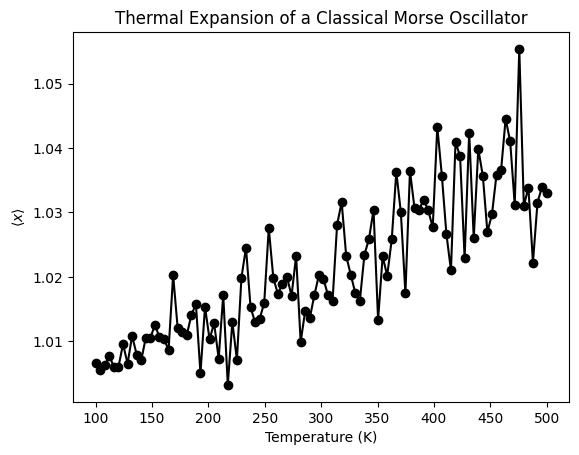 Thermal Expansion of a Classical Morse Oscillator
1.05
1.04
1.03
1.02
1.01
⟨x⟩
100 150 200 250 300 350 400 450 500
Temperature (K)